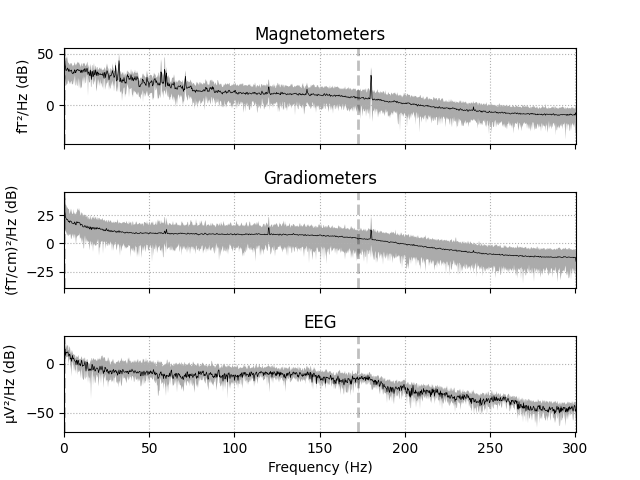 Magnetometers
50
0
fT²/Hz (dB)
Gradiometers
25
0
−25
(fT/cm)²/Hz (dB)
EEG
0
−50
µV²/Hz (dB)
0 50 100 150 200 250 300
Frequency (Hz)